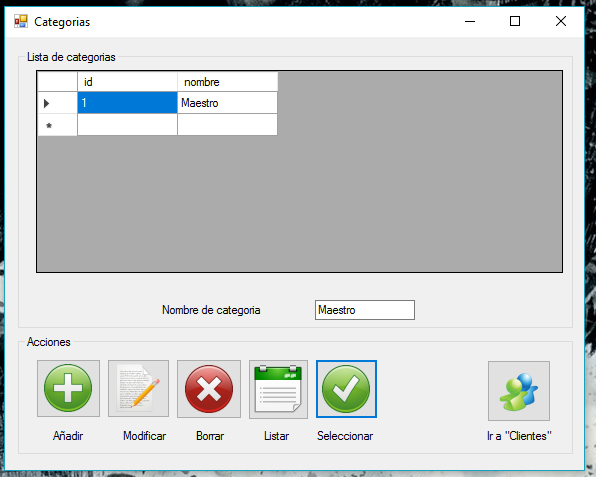 Categorias
Lista de categorias
id nombre
1 Maestro
*
Nombre de categoria Maestro
Acciones
Añadir Modificar Borrar Listar Seleccionar Ir a "Clientes"